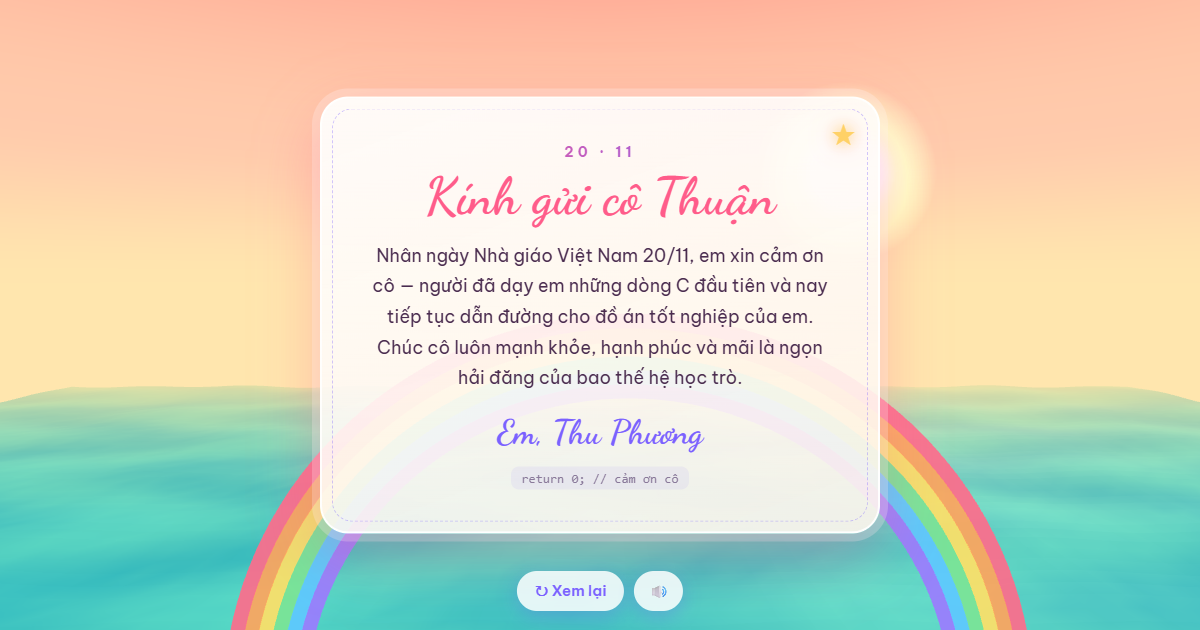 20 · 11
Kính gửi cô Thuận
Nhân ngày Nhà giáo Việt Nam 20/11, em xin cảm ơn
cô — người đã dạy em những dòng C đầu tiên và nay
tiếp tục dẫn đường cho đồ án tốt nghiệp của em.
Chúc cô luôn mạnh khỏe, hạnh phúc và mãi là ngọn
hải đăng của bao thế hệ học trò.
Em, Thu Phương
return 0; // cảm ơn cô
↻ Xem lại